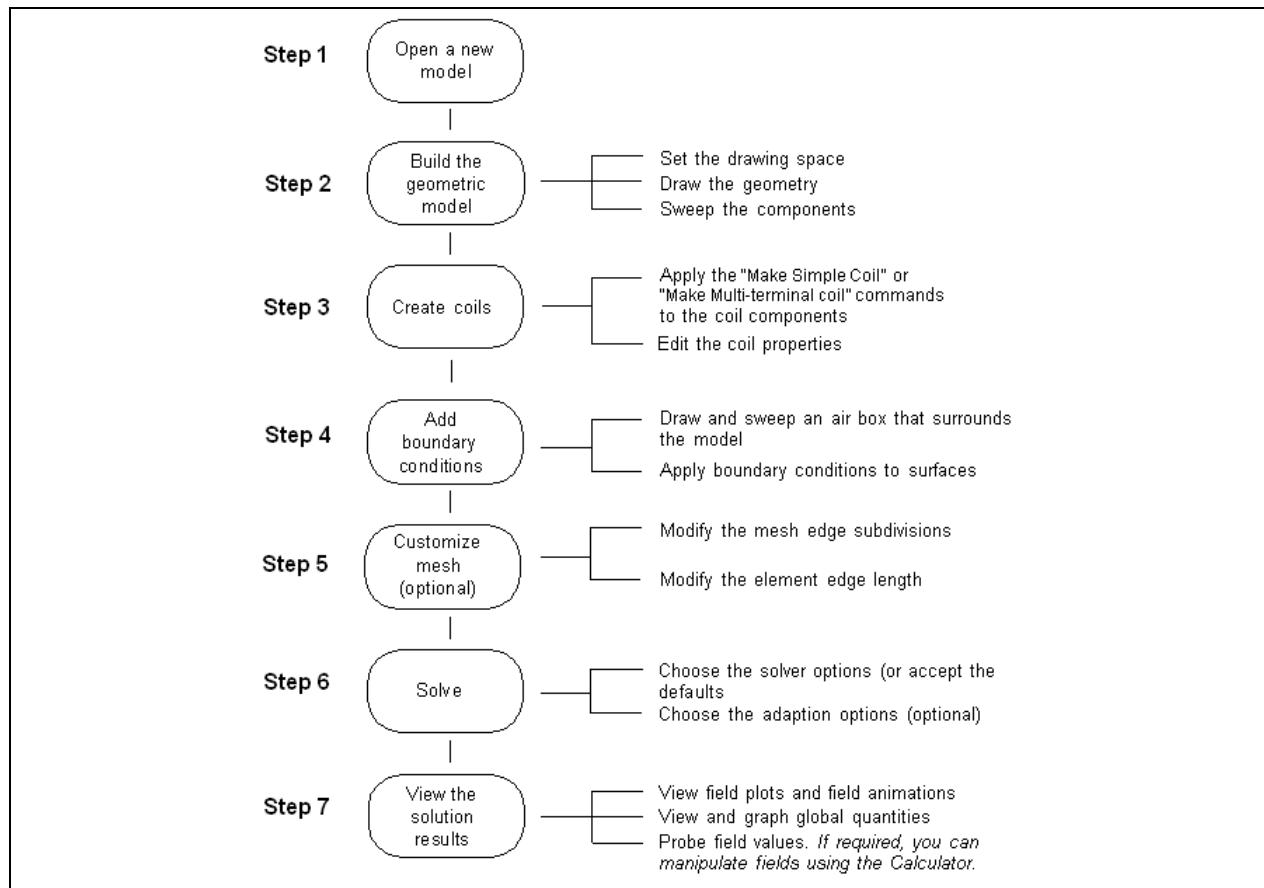 Step 1
Open a new
model
Step 2
Build the
geometric
model
Set the drawing space
Draw the geometry
Sweep the components
Step 3
Create coils
Apply the "Make Simple Coil" or
"Make Multi-terminal coil" commands
to the coil components
Edit the coil properties
Step 4
Add
boundary
conditions
Draw and sweep an air box that surrounds
the model
Apply boundary conditions to surfaces
Step 5
Customize
mesh
(optional)
Modify the mesh edge subdivisions
Modify the element edge length
Step 6
Solve
Choose the solver options (or accept the
defaults
Choose the adaption options (optional)
Step 7
View the
solution
results
View field plots and field animations
View and graph global quantities
Probe field values. If required, you can
manipulate fields using the Calculator.